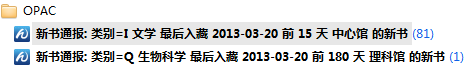 OPAC
新书通报: 类别=I 文学 最后入藏 2013-03-20 前 15 天 中心馆 的新书 (81)
新书通报: 类别=Q 生物科学 最后入藏 2013-03-20 前 180 天 理科馆 的新书 (1)